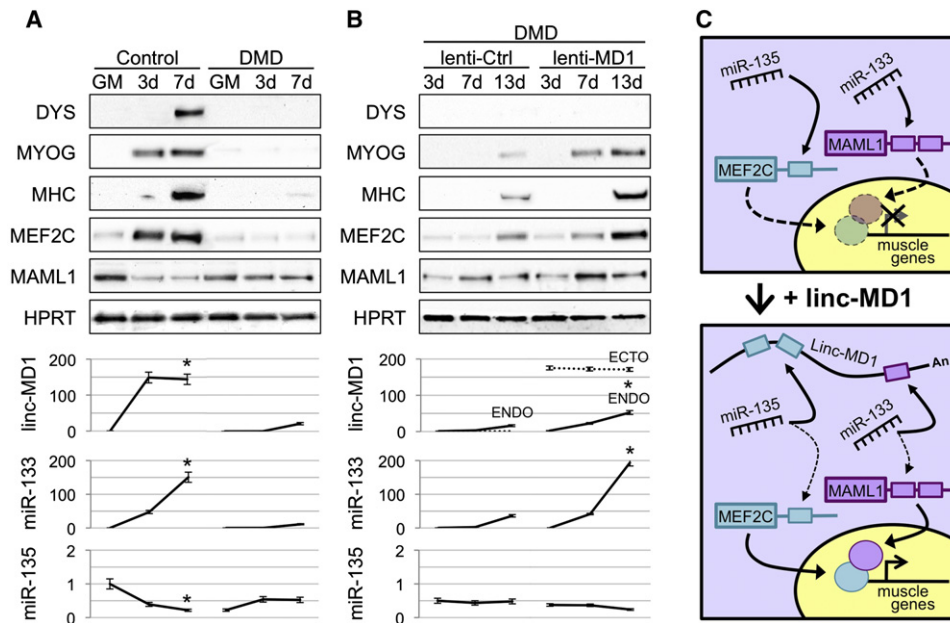 A
Control DMD
GM 3d 7d GM 3d 7d
DYS
MYOG
MHC
MEF2C
MAML1
HPRT
linc-MD1
200
100
0
*
miR-133
200
100
0
*
miR-135
2
1
0
*
B
DMD
lenti-Ctrl lenti-MD1
3d 7d 13d 3d 7d 13d
DYS
MYOG
MHC
MEF2C
MAML1
HPRT
linc-MD1
200
100
0
ECTO
*
ENDO
ENDO
miR-133
200
100
0
*
miR-135
2
1
0
C
miR-135
miR-133
MAML1
MEF2C
muscle
genes
+ linc-MD1
Linc-MD1
An
miR-135
miR-133
MAML1
MEF2C
muscle
genes